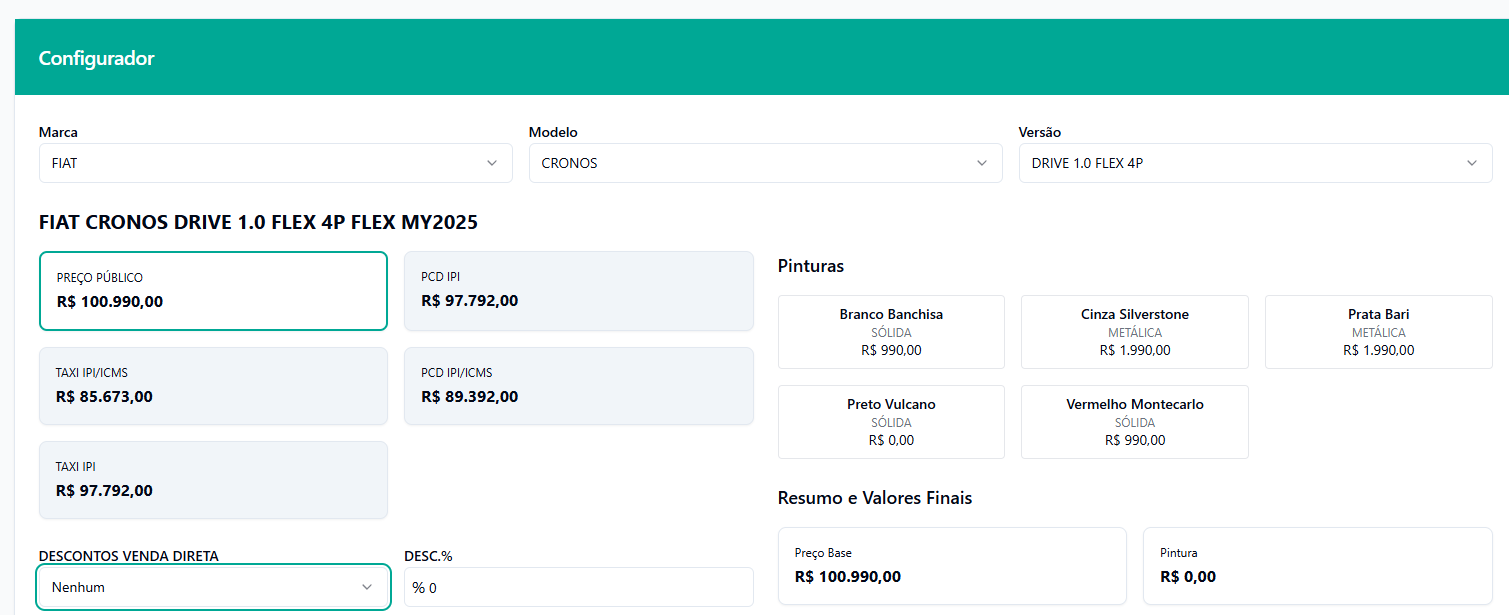 Configurador
Marca
FIAT
Modelo
CRONOS
Versão
DRIVE 1.0 FLEX 4P
FIAT CRONOS DRIVE 1.0 FLEX 4P FLEX MY2025
PREÇO PÚBLICO
R$ 100.990,00
PCD IPI
R$ 97.792,00
TAXI IPI/ICMS
R$ 85.673,00
PCD IPI/ICMS
R$ 89.392,00
TAXI IPI
R$ 97.792,00
DESCONTOS VENDA DIRETA
Nenhum
DESC.%
% 0
Pinturas
Branco Banchisa
SÓLIDA
R$ 990,00
Cinza Silverstone
METÁLICA
R$ 1.990,00
Prata Bari
METÁLICA
R$ 1.990,00
Preto Vulcano
SÓLIDA
R$ 0,00
Vermelho Montecarlo
SÓLIDA
R$ 990,00
Resumo e Valores Finais
Preço Base
R$ 100.990,00
Pintura
R$ 0,00